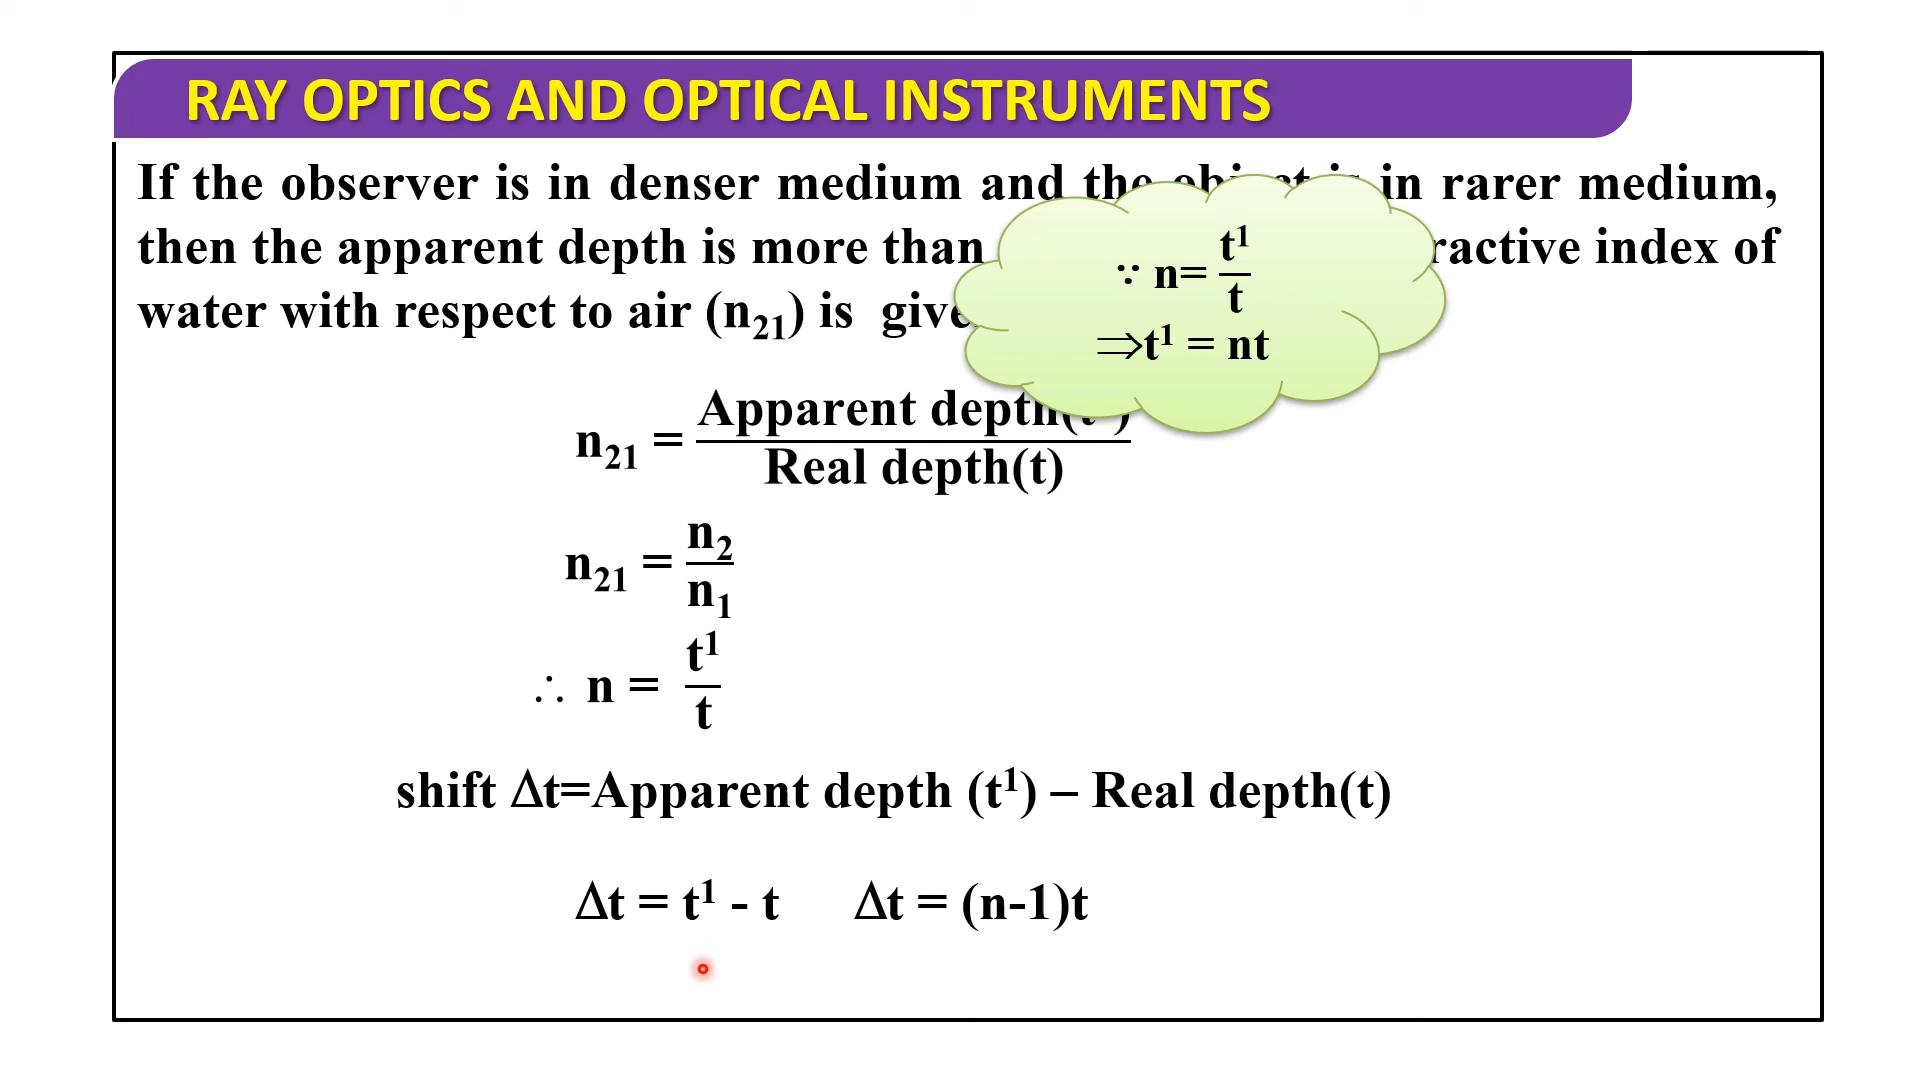 RAY OPTICS AND OPTICAL INSTRUMENTS
If the observer is in denser medium and the object is in rarer medium,
then the apparent depth is more than ractive index of
water with respect to air (n₂₁) is give
∵ n= t¹/t
⇒t¹ = nt
n₂₁ = Apparent depth(t )/Real depth(t)
n₂₁ = n₂/n₁
∴ n = t¹/t
shift Δt=Apparent depth (t¹) – Real depth(t)
Δt = t¹ - t Δt = (n-1)t